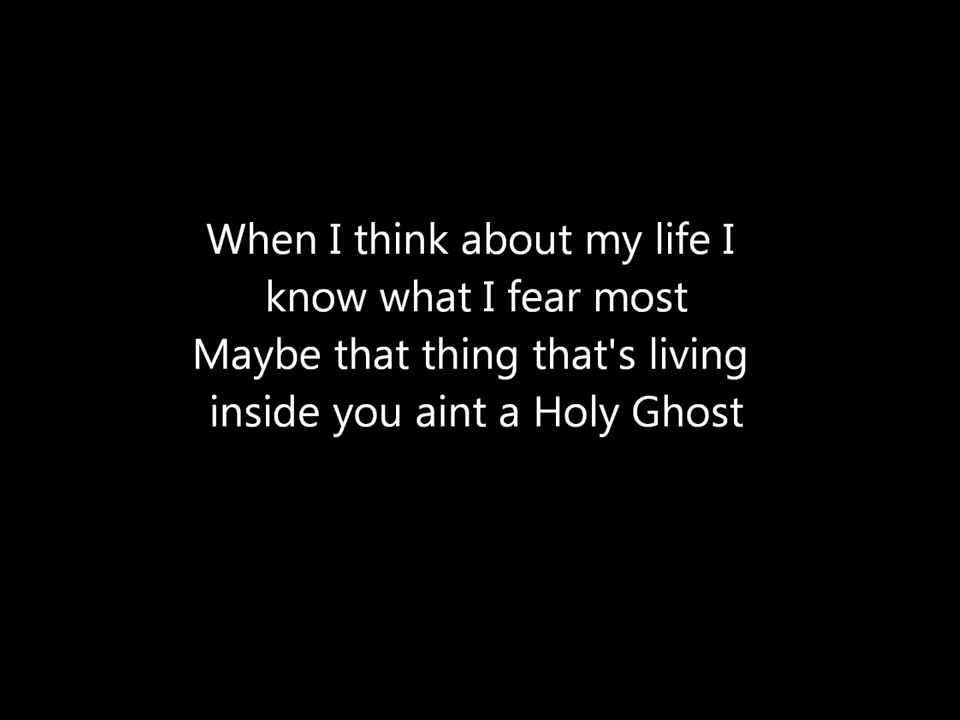 When I think about my life I
know what I fear most
Maybe that thing that's living
inside you aint a Holy Ghost